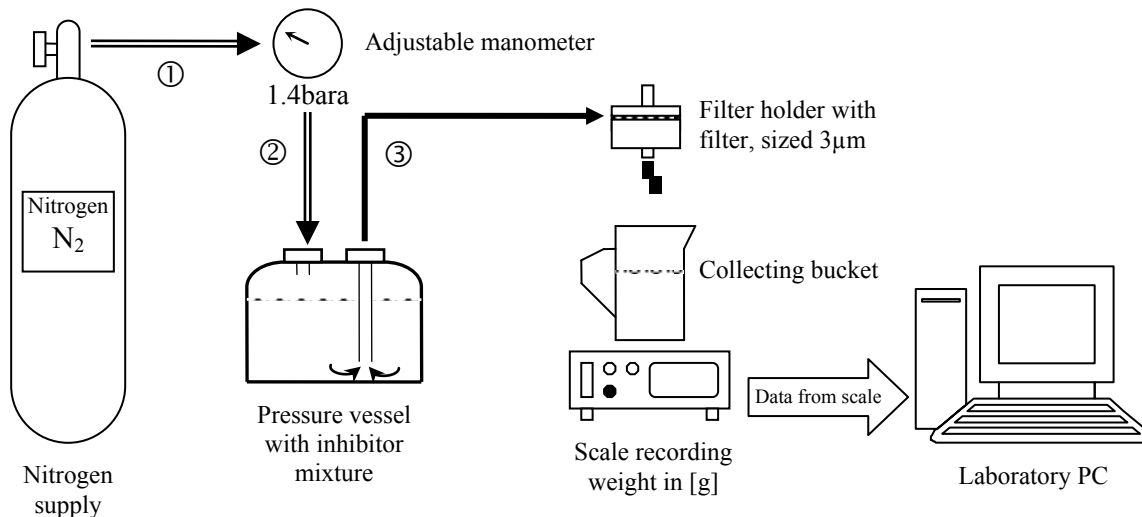 ①
Adjustable manometer
1.4bara
②
③
Filter holder with
filter, sized 3µm
Nitrogen
N₂
Collecting bucket
Data from scale
Pressure vessel
with inhibitor
mixture
Scale recording
weight in [g]
Laboratory PC
Nitrogen
supply